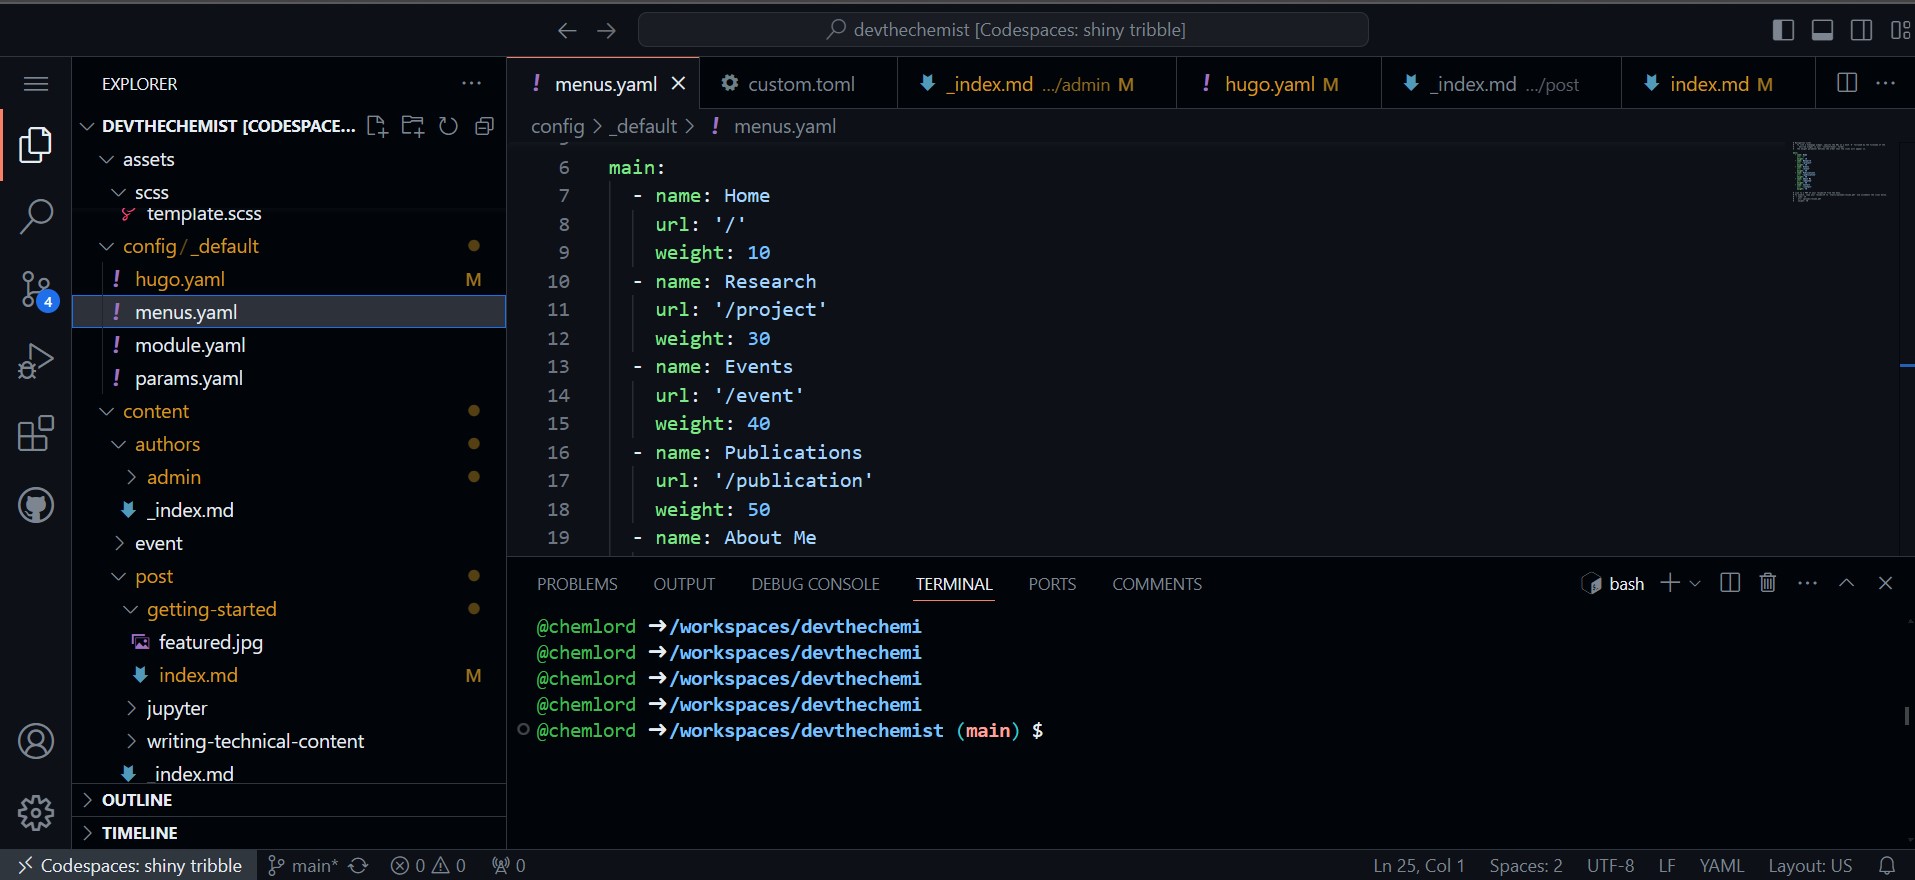 devthechemist [Codespaces: shiny tribble]
EXPLORER
DEVTHECHEMIST [CODESPACE...
assets
scss
template.scss
config / _default
hugo.yaml M
menus.yaml
module.yaml
params.yaml
content
authors
admin
_index.md
event
post
getting-started
featured.jpg
index.md M
jupyter
writing-technical-content
_index.md
OUTLINE
TIMELINE
4
menus.yaml
custom.toml
_index.md .../admin M
hugo.yaml M
_index.md .../post
index.md M
config > _default > ! menus.yaml
6 main:
7 - name: Home
8 url: '/'
9 weight: 10
10 - name: Research
11 url: '/project'
12 weight: 30
13 - name: Events
14 url: '/event'
15 weight: 40
16 - name: Publications
17 url: '/publication'
18 weight: 50
19 - name: About Me
PROBLEMS OUTPUT DEBUG CONSOLE TERMINAL PORTS COMMENTS
bash
@chemlord ➜/workspaces/devthechemi
@chemlord ➜/workspaces/devthechemi
@chemlord ➜/workspaces/devthechemi
@chemlord ➜/workspaces/devthechemi
@chemlord ➜/workspaces/devthechemist (main) $
Codespaces: shiny tribble main* 0 0 0
Ln 25, Col 1 Spaces: 2 UTF-8 LF YAML Layout: US